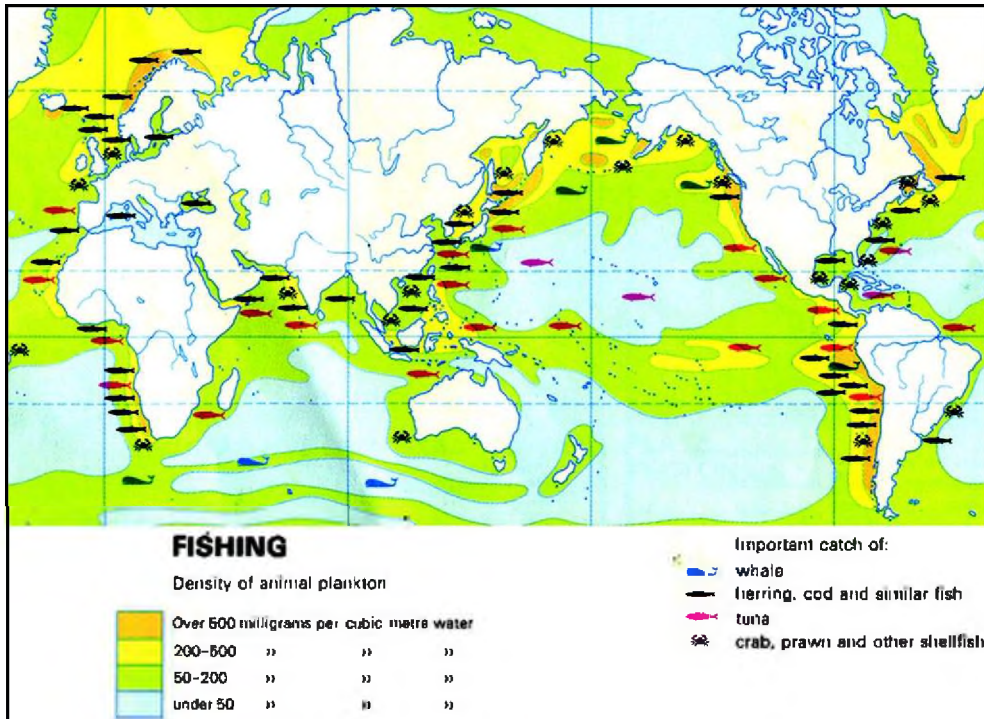 FISHING
Density of animal plankton
Over 500 milligrams per cubic metre water
200-500 » » »
50-200 » » »
under 50 » » »
Important catch of:
whale
herring, cod and similar fish
tuna
crab, prawn and other shellfish